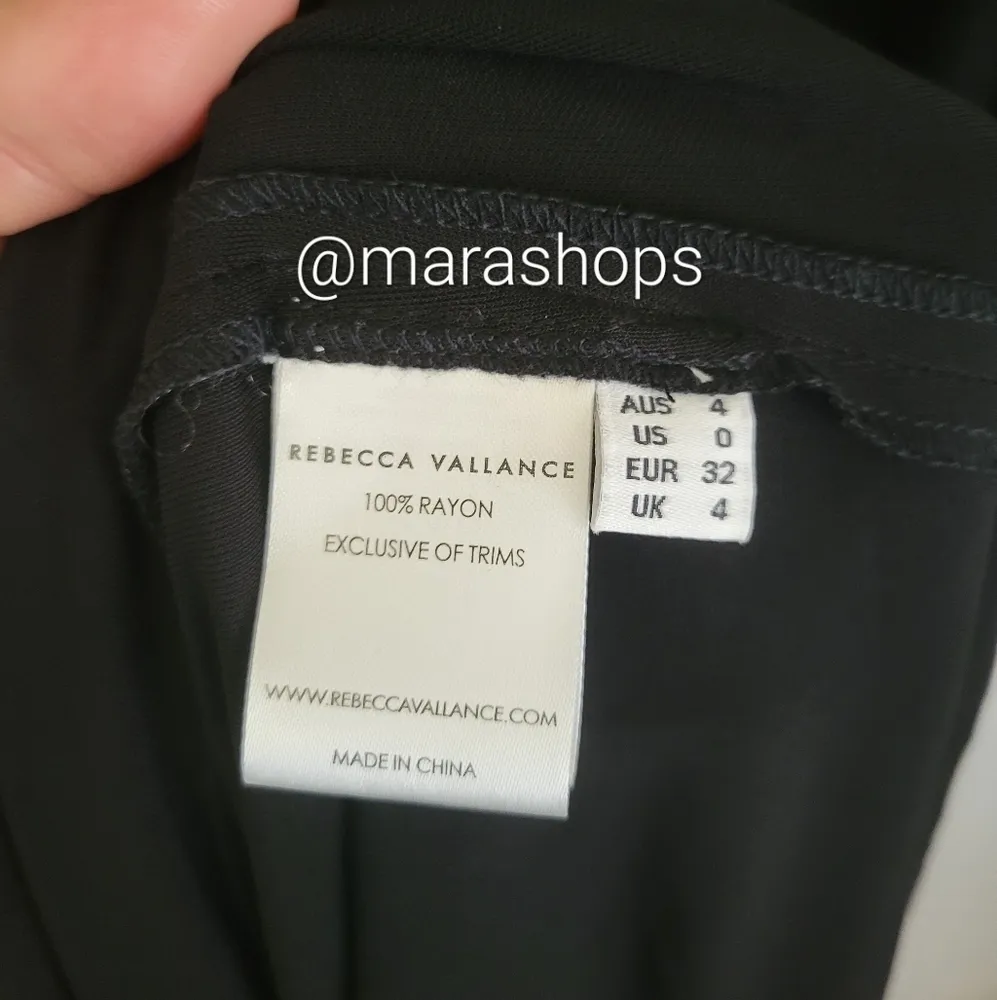 @marashops
REBECCA VALLANCE
100% RAYON
EXCLUSIVE OF TRIMS
WWW.REBECCAVALLANCE.COM
MADE IN CHINA
AUS 4
US 0
EUR 32
UK 4